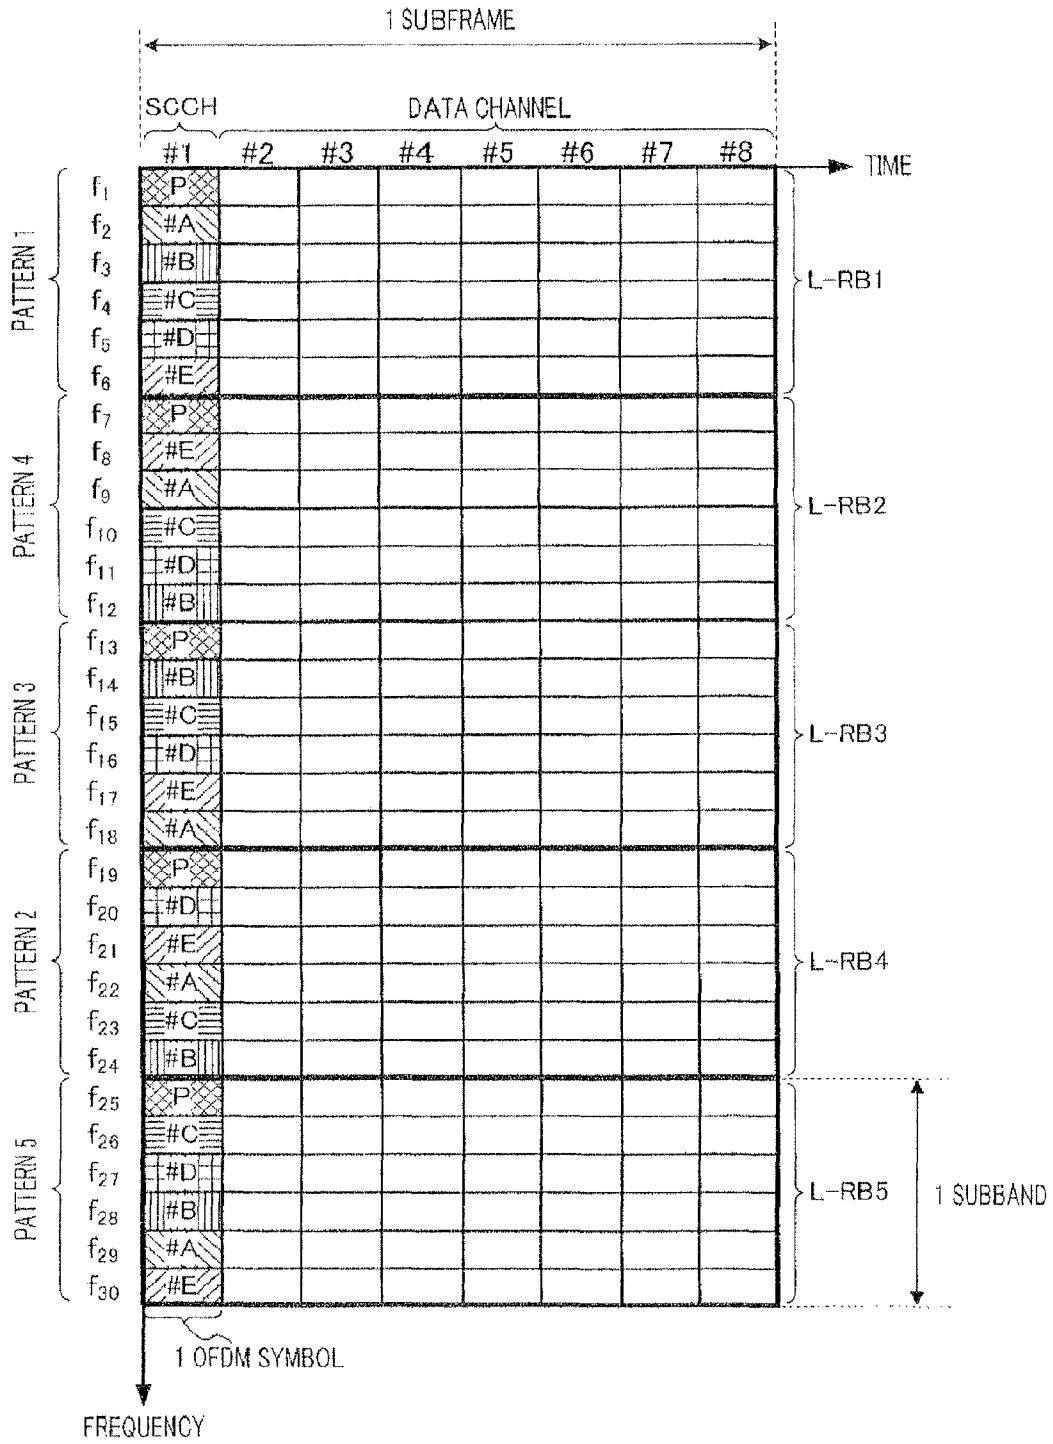 1 SUBFRAME
SCCH DATA CHANNEL
#1 #2 #3 #4 #5 #6 #7 #8 TIME
PATTERN 1
f1 P
f2 #A
f3 #B
f4 #C
f5 #D
f6 #E
L-RB1
PATTERN 4
f7 P
f8 #E
f9 #A
f10 #C
f11 #D
f12 #B
L-RB2
PATTERN 3
f13 P
f14 #B
f15 #C
f16 #D
f17 #E
f18 #A
L-RB3
PATTERN 2
f19 P
f20 #D
f21 #E
f22 #A
f23 #C
f24 #B
L-RB4
PATTERN 5
f25 P
f26 #C
f27 #D
f28 #B
f29 #A
f30 #E
L-RB5
1 SUBBAND
1 OFDM SYMBOL
FREQUENCY